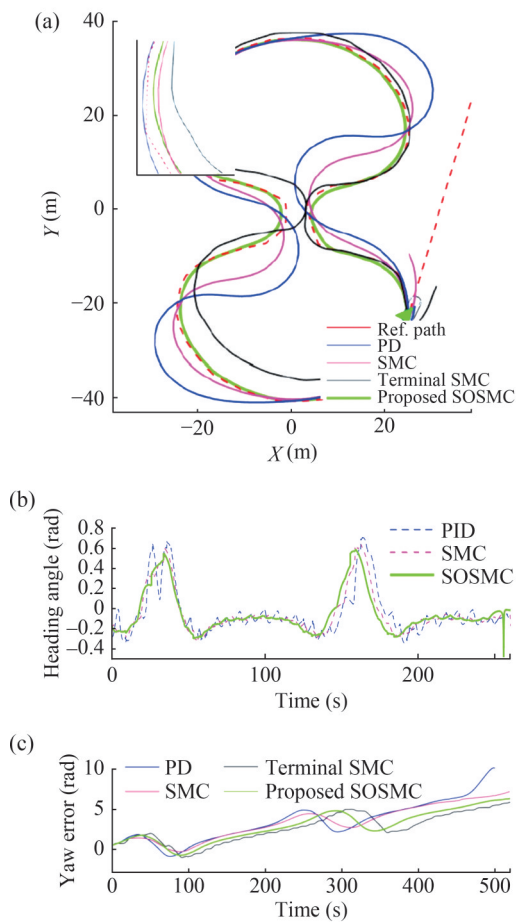 (a)
40
20
0
−20
−40
Y (m)
−20
0
20
X (m)
Ref. path
PD
SMC
Terminal SMC
Proposed SOSMC
(b)
Heading angle (rad)
0.8
0.6
0.4
0.2
0
−0.2
−0.4
PID
SMC
SOSMC
0
100
200
Time (s)
(c)
Yaw error (rad)
10
5
0
PD
Terminal SMC
SMC
Proposed SOSMC
0
100
200
300
400
500
Time (s)